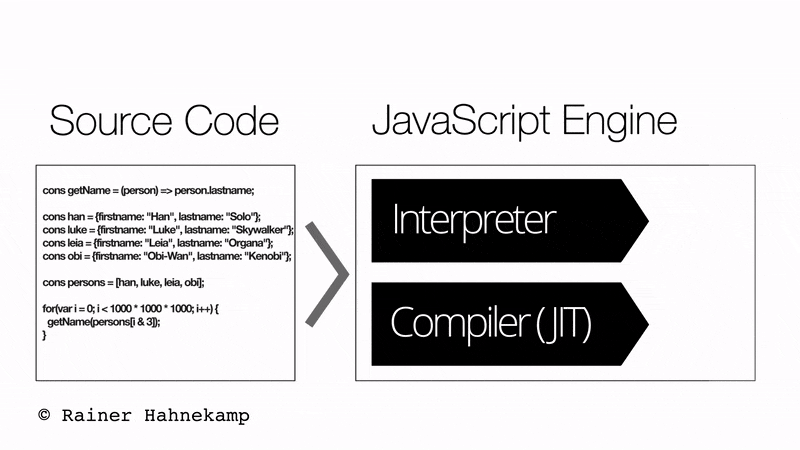 Source Code
JavaScript Engine
cons getName = (person) => person.lastname;
cons han = {firstname: "Han", lastname: "Solo"};
cons luke = {firstname: "Luke", lastname: "Skywalker"};
cons leia = {firstname: "Leia", lastname: "Organa"};
cons obi = {firstname: "Obi-Wan", lastname: "Kenobi"};
cons persons = [han, luke, leia, obi];
for(var i = 0; i < 1000 * 1000 * 1000; i++) {
getName(persons[i & 3]);
}
Interpreter
Compiler (JIT)
© Rainer Hahnekamp